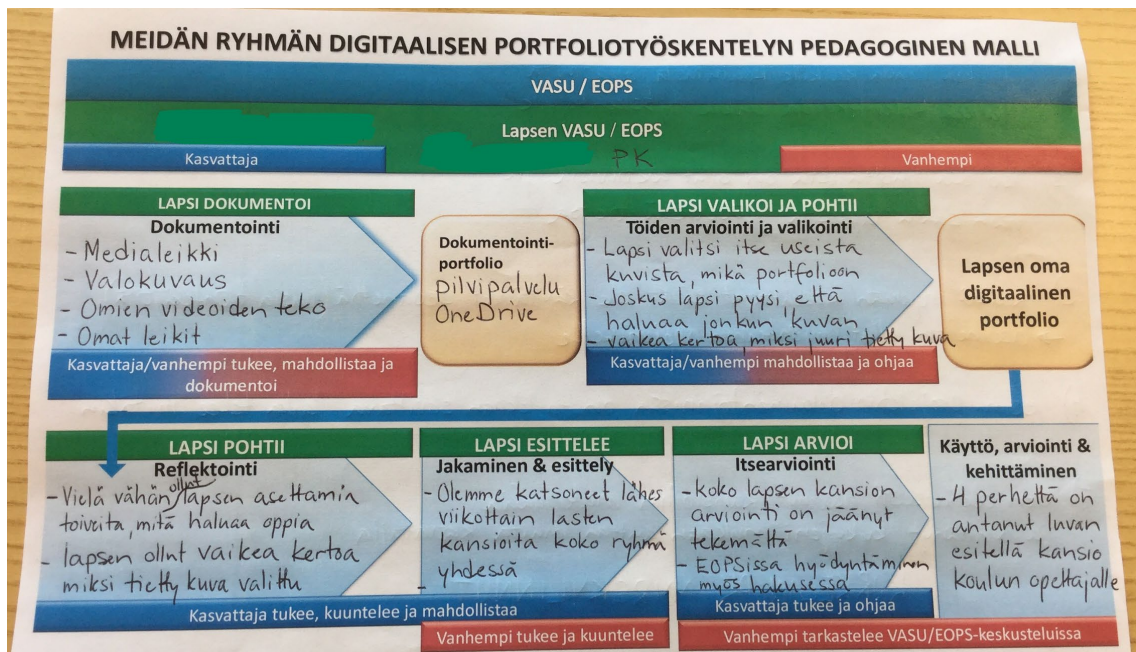 MEIDÄN RYHMÄN DIGITAALISEN PORTFOLIOTYÖSKENTELYN PEDAGOGINEN MALLI
VASU / EOPS
Lapsen VASU / EOPS
PK
Kasvattaja
Vanhempi
LAPSI DOKUMENTOI
Dokumentointi
- Medialeikki
- Valokuvaus
- Omien videoiden teko
- Omat leikit
Kasvattaja/vanhempi tukee, mahdollistaa ja
dokumentoi
Dokumentointi-
portfolio
pilvipalvelu
OneDrive
LAPSI VALIKOI JA POHTII
Töiden arviointi ja valikointi
- Lapsi valitsi itse useista
kuvista, mikä portfolioon
- Joskus lapsi pyysi, että
haluaa jonkun kuvan
- vaikea kertoa, miksi juuri tietty kuva
Kasvattaja/vanhempi mahdollistaa ja ohjaa
Lapsen oma
digitaalinen
portfolio
LAPSI POHTII
Reflektointi
- Vielä vähän ollut lapsen asettamia
toiveita, mitä haluaa oppia
- lapsen ollut vaikea kertoa
miksi tietty kuva valittu
LAPSI ESITTELEE
Jakaminen & esittely
- Olemme katsoneet lähes
viikottain lasten
kansioita koko ryhmä
yhdessä
-
Kasvattaja tukee, kuuntelee ja mahdollistaa
Vanhempi tukee ja kuuntelee
LAPSI ARVIOI
Itsearviointi
- koko lapsen kansion
arviointi on jäänyt
tekemättä
- EOPSissa hyödyntäminen
myös hakusessa
Kasvattaja tukee ja ohjaa
Käyttö, arviointi &
kehittäminen
- 4 perhettä on
antanut luvan
esitellä kansio
koulun opettajalle
Vanhempi tarkastelee VASU/EOPS-keskusteluissa